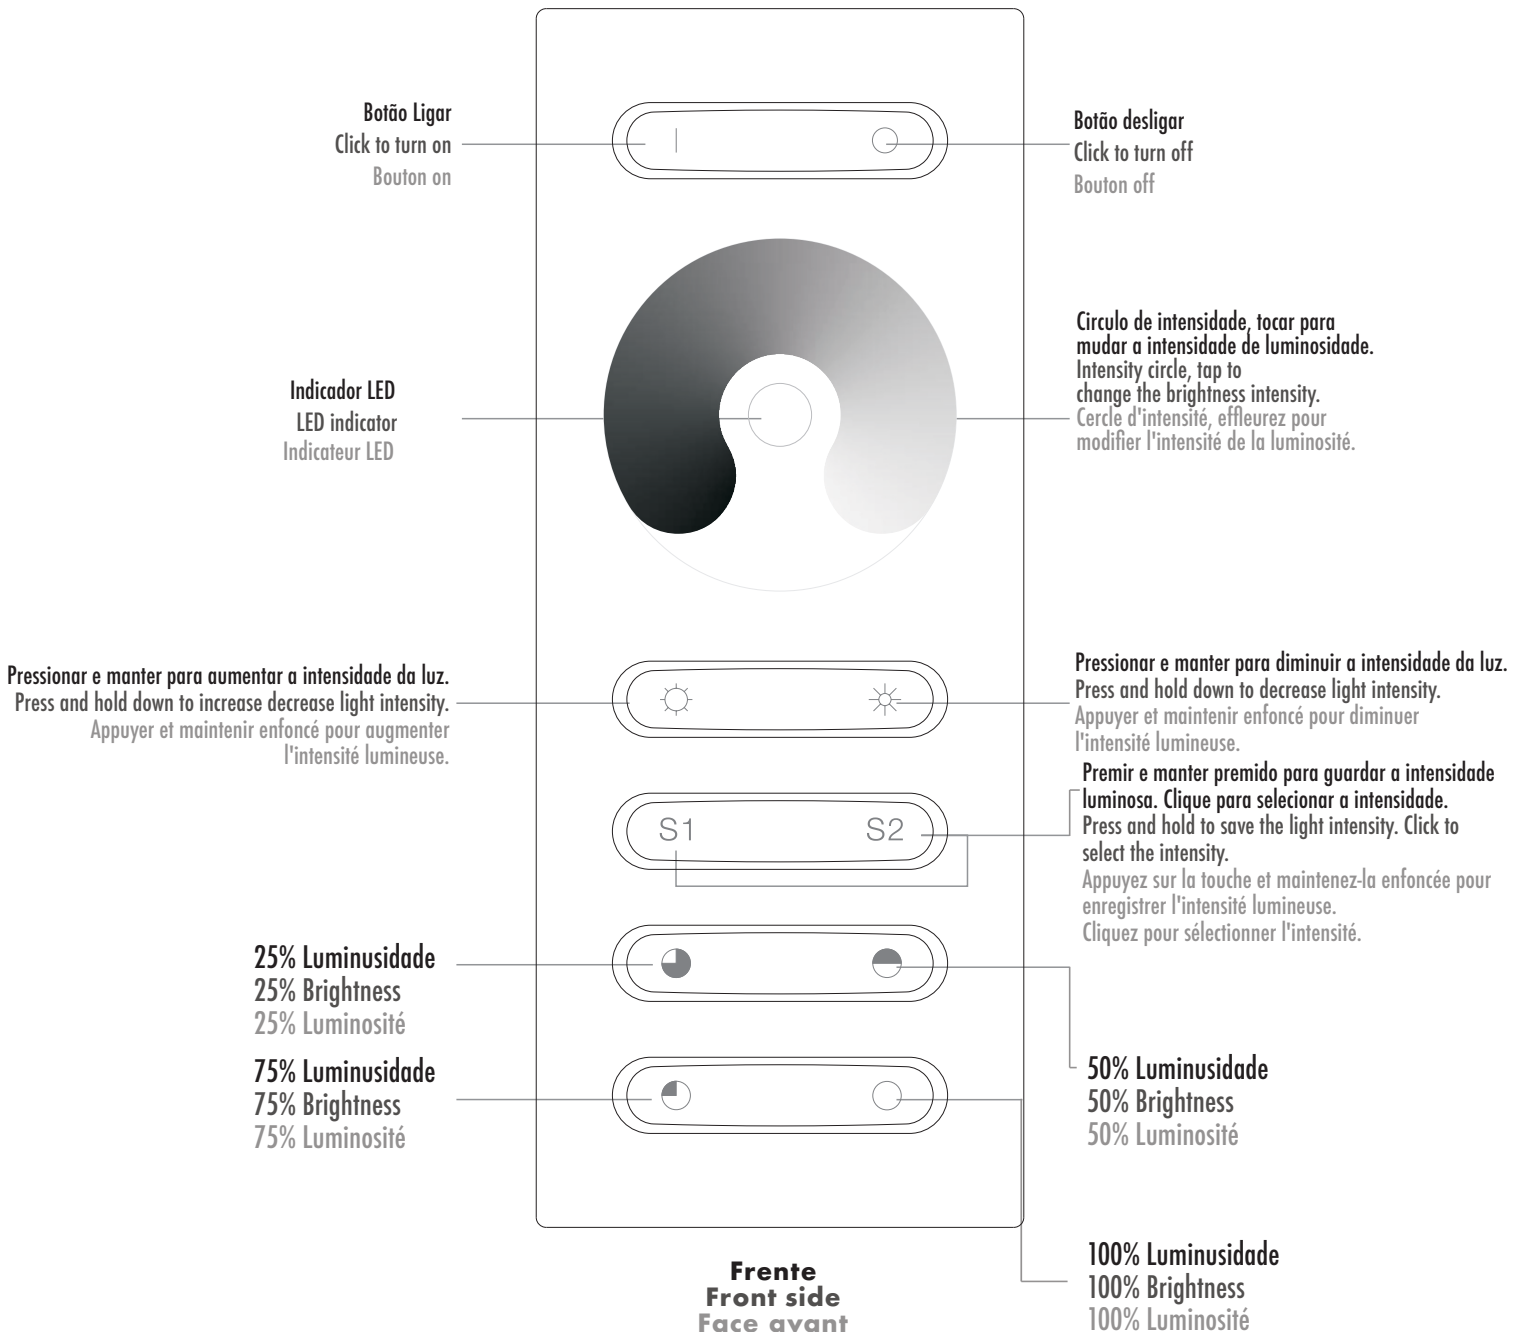 Botão Ligar
Click to turn on
Bouton on
Botão desligar
Click to turn off
Bouton off
Indicador LED
LED indicator
Indicateur LED
Circulo de intensidade, tocar para
mudar a intensidade de luminosidade.
Intensity circle, tap to
change the brightness intensity.
Cercle d'intensité, effleurez pour
modifier l'intensité de la luminosité.
Pressionar e manter para aumentar a intensidade da luz.
Press and hold down to increase decrease light intensity.
Appuyer et maintenir enfoncé pour augmenter
l'intensité lumineuse.
Pressionar e manter para diminuir a intensidade da luz.
Press and hold down to decrease light intensity.
Appuyer et maintenir enfoncé pour diminuer
l'intensité lumineuse.
S1 S2
Premir e manter premido para guardar a intensidade
luminosa. Clique para selecionar a intensidade.
Press and hold to save the light intensity. Click to
select the intensity.
Appuyez sur la touche et maintenez-la enfoncée pour
enregistrer l'intensité lumineuse.
Cliquez pour sélectionner l'intensité.
25% Luminusidade
25% Brightness
25% Luminosité
75% Luminusidade
75% Brightness
75% Luminosité
50% Luminusidade
50% Brightness
50% Luminosité
100% Luminusidade
100% Brightness
100% Luminosité
Frente
Front side
Face avant